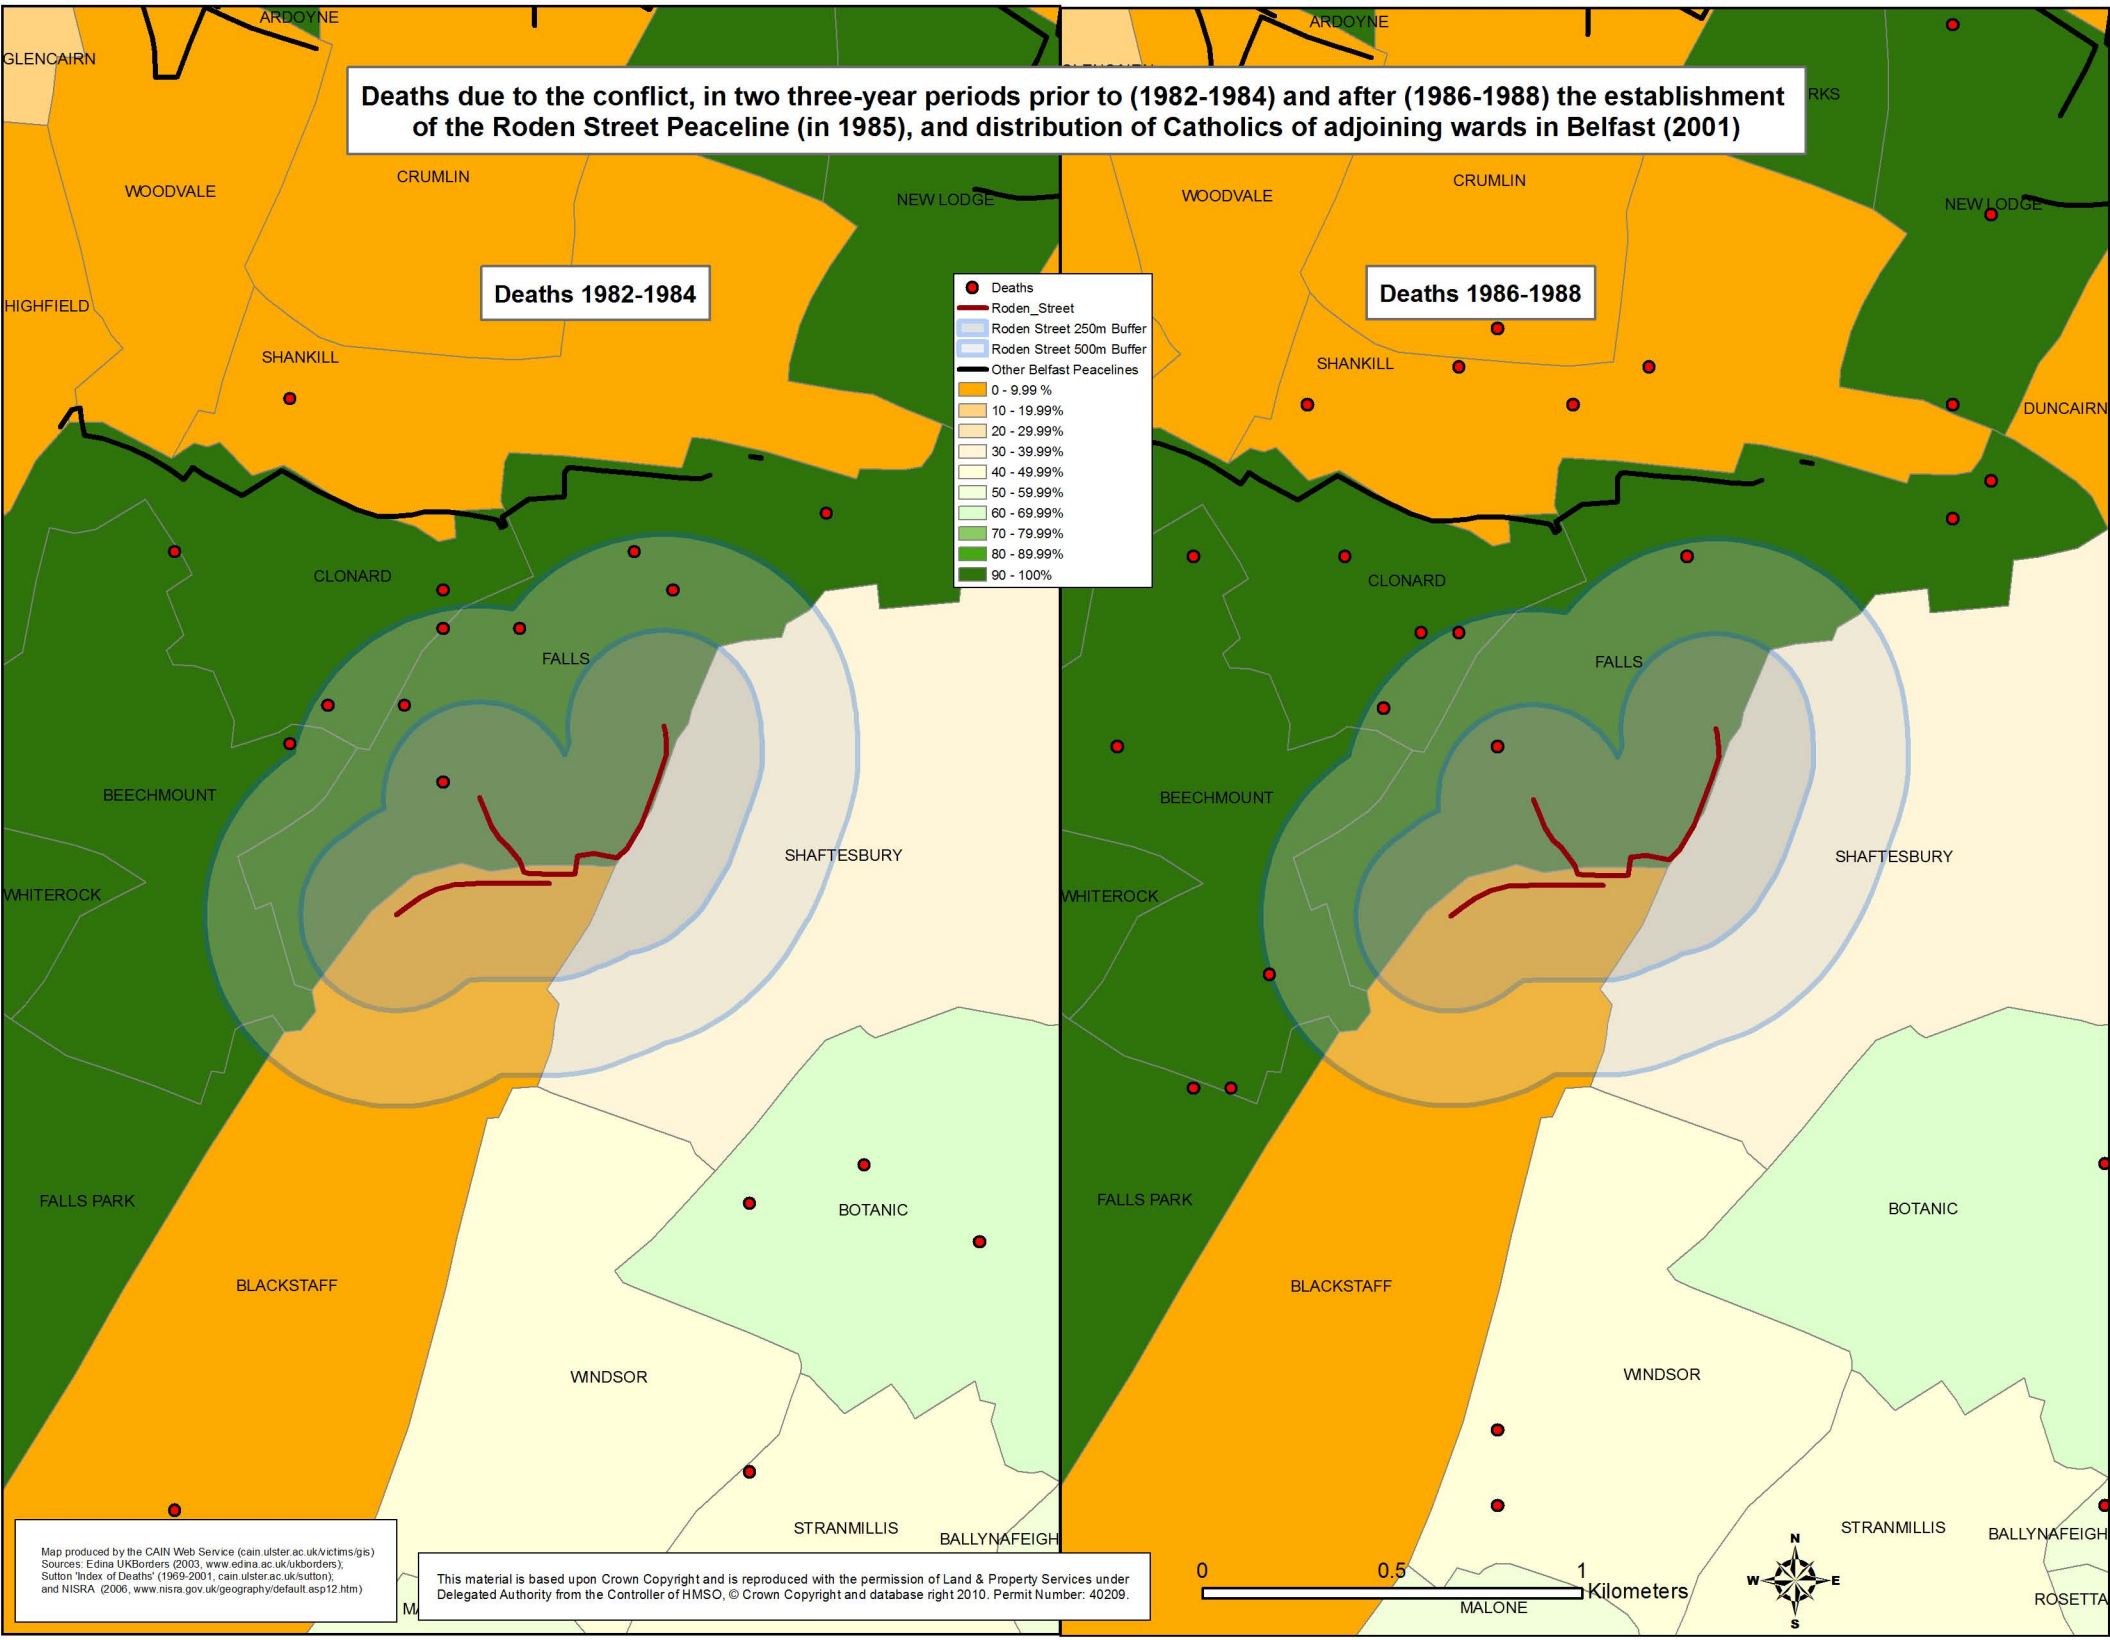 ARDOYNE
GLENCAIRN
Deaths due to the conflict, in two three-year periods prior to (1982-1984) and after (1986-1988) the establishment
of the Roden Street Peaceline (in 1985), and distribution of Catholics of adjoining wards in Belfast (2001)
WOODVALE
CRUMLIN
NEW LODGE
Deaths 1982-1984
HIGHFIELD
SHANKILL
CLONARD
FALLS
BEECHMOUNT
SHAFTESBURY
WHITEROCK
FALLS PARK
BOTANIC
BLACKSTAFF
WINDSOR
STRANMILLIS
BALLYNAFEIGH
MA
Map produced by the CAIN Web Service (cain.ulster.ac.uk/victims/gis)
Sources: Edina UKBorders (2003, www.edina.ac.uk/ukborders);
Sutton 'Index of Deaths' (1969-2001, cain.ulster.ac.uk/sutton);
and NISRA (2006, www.nisra.gov.uk/geography/default.asp12.htm)
This material is based upon Crown Copyright and is reproduced with the permission of Land & Property Services under
Delegated Authority from the Controller of HMSO, © Crown Copyright and database right 2010. Permit Number: 40209.
Deaths
Roden_Street
Roden Street 250m Buffer
Roden Street 500m Buffer
Other Belfast Peacelines
0 - 9.99 %
10 - 19.99%
20 - 29.99%
30 - 39.99%
40 - 49.99%
50 - 59.99%
60 - 69.99%
70 - 79.99%
80 - 89.99%
90 - 100%
ARDOYNE
RKS
WOODVALE
CRUMLIN
NEW LODGE
Deaths 1986-1988
SHANKILL
DUNCAIRN
CLONARD
FALLS
BEECHMOUNT
SHAFTESBURY
WHITEROCK
FALLS PARK
BOTANIC
BLACKSTAFF
WINDSOR
STRANMILLIS
BALLYNAFEIGH
ROSETTA
MALONE
0 0.5 1
Kilometers
N
W E
S